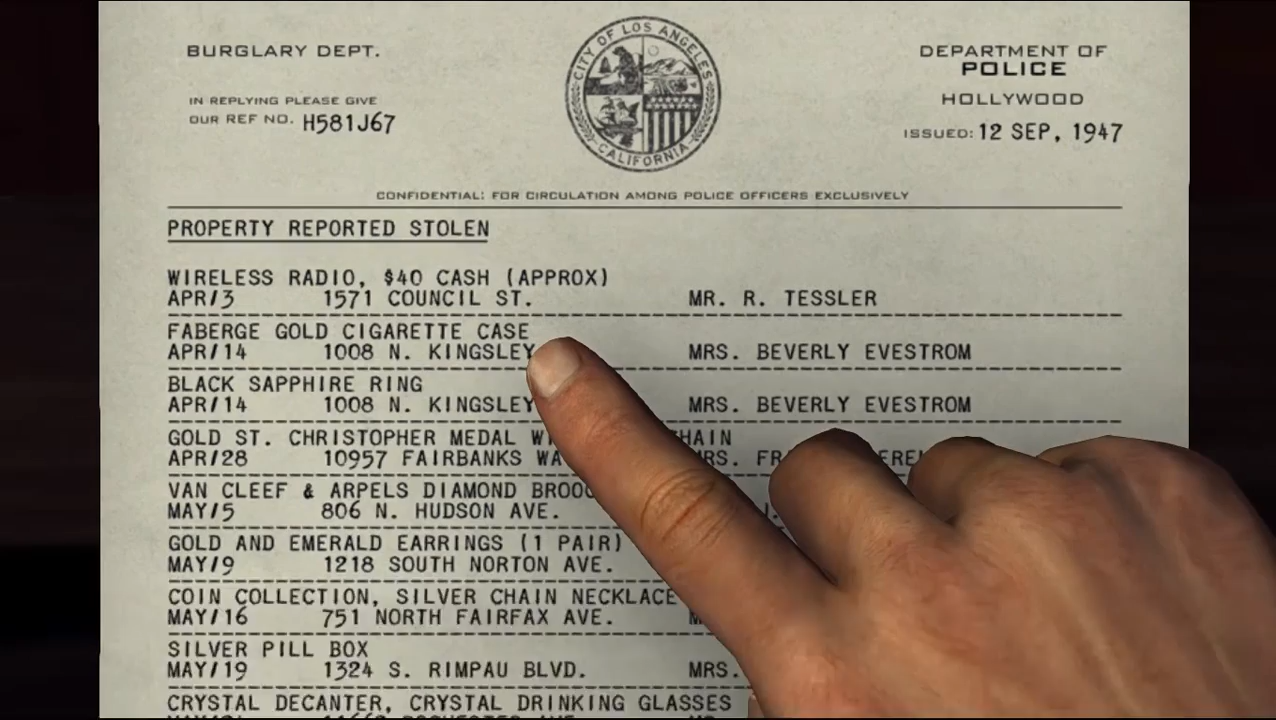 BURGLARY DEPT.
IN REPLYING PLEASE GIVE
OUR REF NO. H581J67
CITY OF LOS ANGELES
CALIFORNIA
DEPARTMENT OF
POLICE
HOLLYWOOD
ISSUED: 12 SEP, 1947
CONFIDENTIAL: FOR CIRCULATION AMONG POLICE OFFICERS EXCLUSIVELY
PROPERTY REPORTED STOLEN
WIRELESS RADIO, $40 CASH (APPROX)
APR/3 1571 COUNCIL ST. MR. R. TESSLER
FABERGE GOLD CIGARETTE CASE
APR/14 1008 N. KINGSLEY MRS. BEVERLY EVESTROM
BLACK SAPPHIRE RING
APR/14 1008 N. KINGSLEY MRS. BEVERLY EVESTROM
GOLD ST. CHRISTOPHER MEDAL
APR/28 10957 FAIRBANKS
VAN CLEEF & ARPELS DIAMOND
MAY/5 806 N. HUDSON AVE.
GOLD AND EMERALD EARRINGS (1 PAIR)
MAY/9 1218 SOUTH NORTON AVE.
COIN COLLECTION, SILVER CHAIN NECKLACE
MAY/16 751 NORTH FAIRFAX AVE.
SILVER PILL BOX
MAY/19 1324 S. RIMPAU BLVD. MRS.
CRYSTAL DECANTER, CRYSTAL DRINKING GLASSES